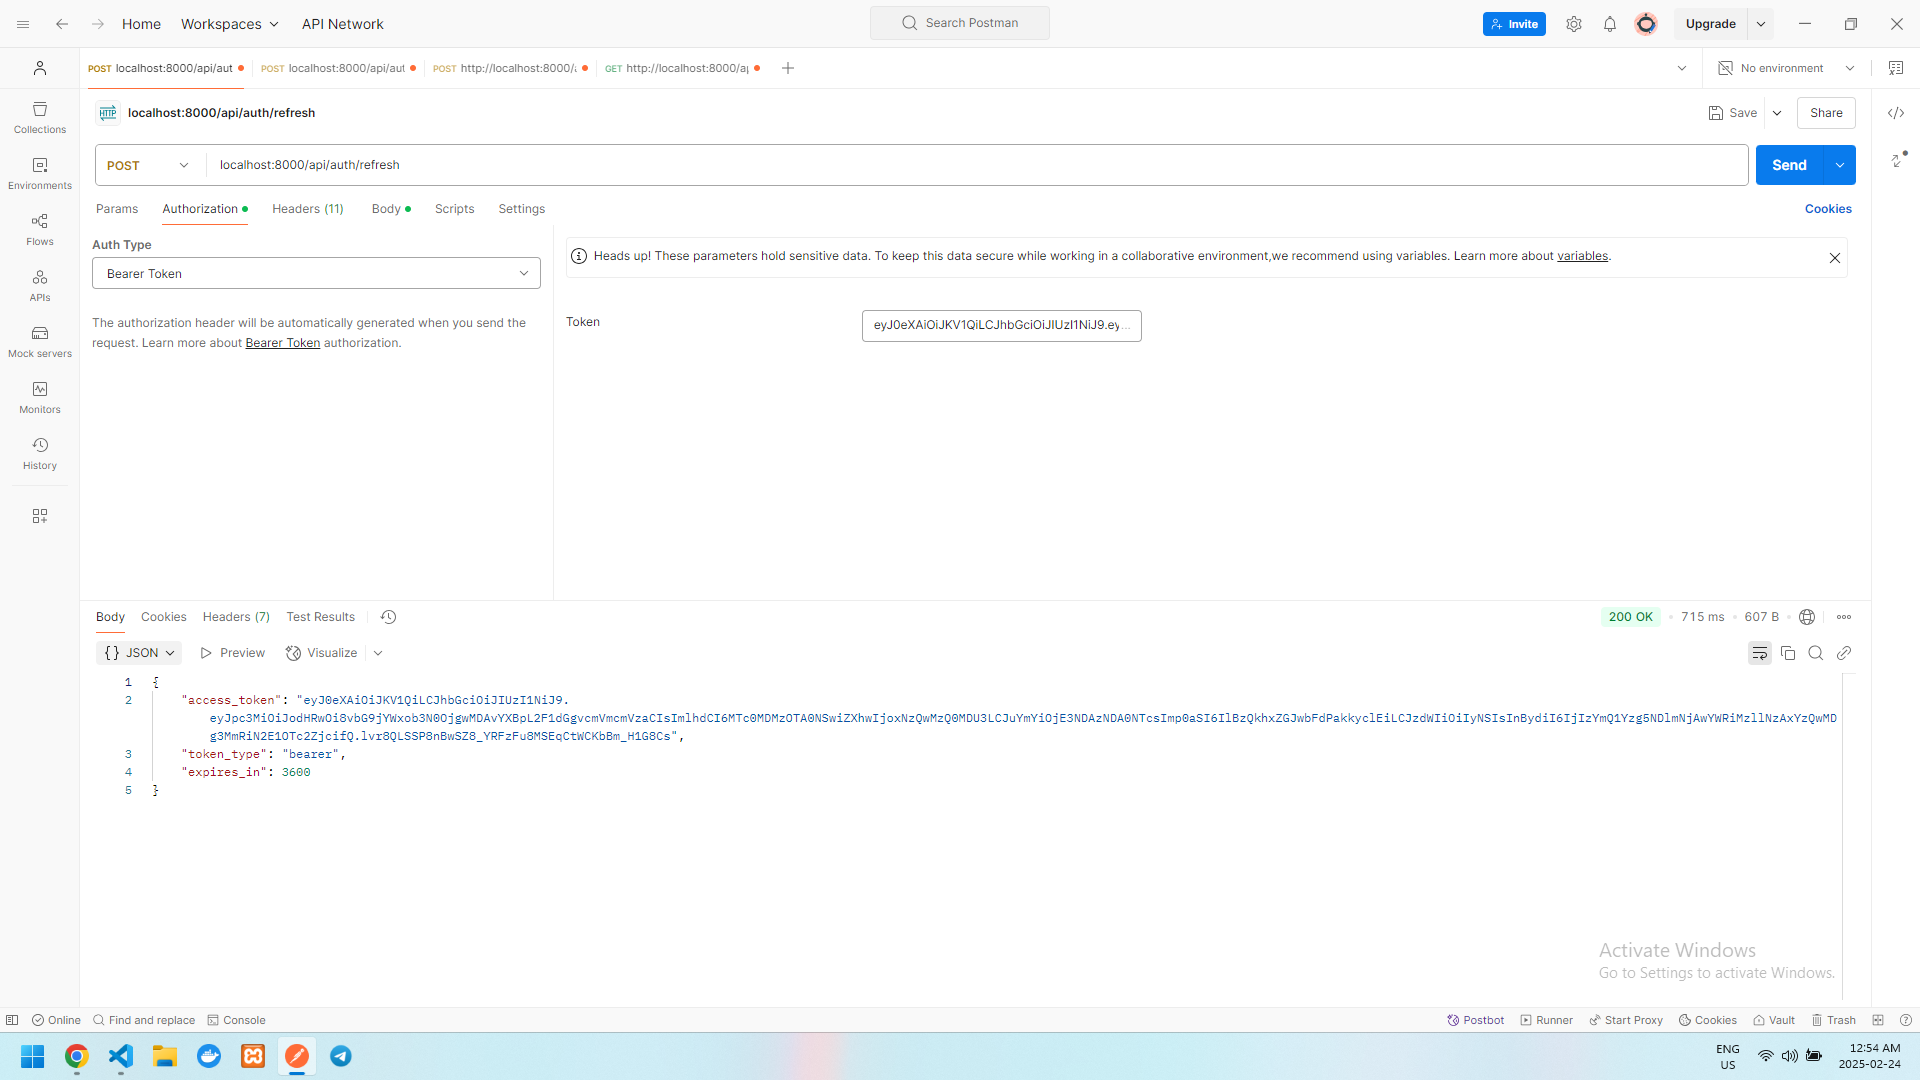 Home Workspaces API Network Search Postman Invite Upgrade
POST localhost:8000/api/aut POST localhost:8000/api/aut POST http://localhost:8000/ GET http://localhost:8000/a No environment
HTTP localhost:8000/api/auth/refresh Save Share
POST localhost:8000/api/auth/refresh Send
Params Authorization Headers (11) Body Scripts Settings Cookies
Collections
Environments
Flows
APIs
Mock servers
Monitors
History
Auth Type
Bearer Token
The authorization header will be automatically generated when you send the
request. Learn more about Bearer Token authorization.
Heads up! These parameters hold sensitive data. To keep this data secure while working in a collaborative environment,we recommend using variables. Learn more about variables.
Token eyJ0eXAiOiJKV1QiLCJhbGciOiJIUzI1NiJ9.ey...
Body Cookies Headers (7) Test Results 200 OK 715 ms 607 B
{ } JSON Preview Visualize
1 {
2 "access_token": "eyJ0eXAiOiJKV1QiLCJhbGciOiJIUzI1NiJ9.
3 "token_type": "bearer",
4 "expires_in": 3600
5 }
Activate Windows
Go to Settings to activate Windows.
Online Find and replace Console Postbot Runner Start Proxy Cookies Vault Trash
ENG
US
12:54 AM
2025-02-24